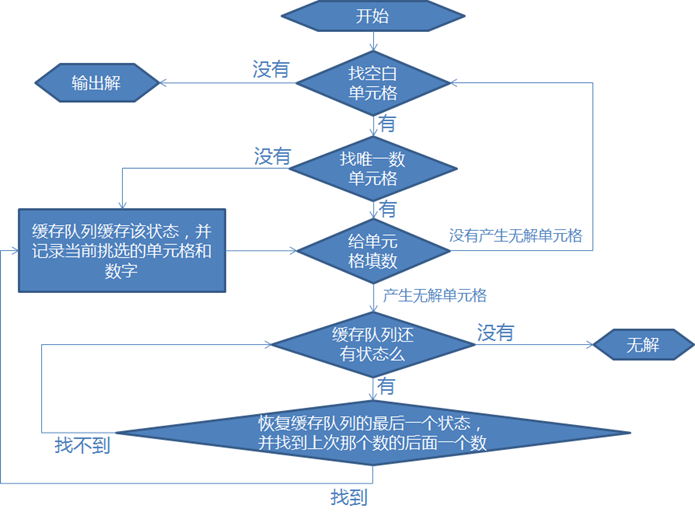 开始
没有
输出解
找空白
单元格
有
没有
找唯一数
单元格
有
缓存队列缓存该状态，并
记录当前挑选的单元格和
数字
给单元
格填数
没有产生无解单元格
产生无解单元格
缓存队列还
有状态么
没有
无解
有
恢复缓存队列的最后一个状态，
并找到上次那个数的后面一个数
找不到
找到